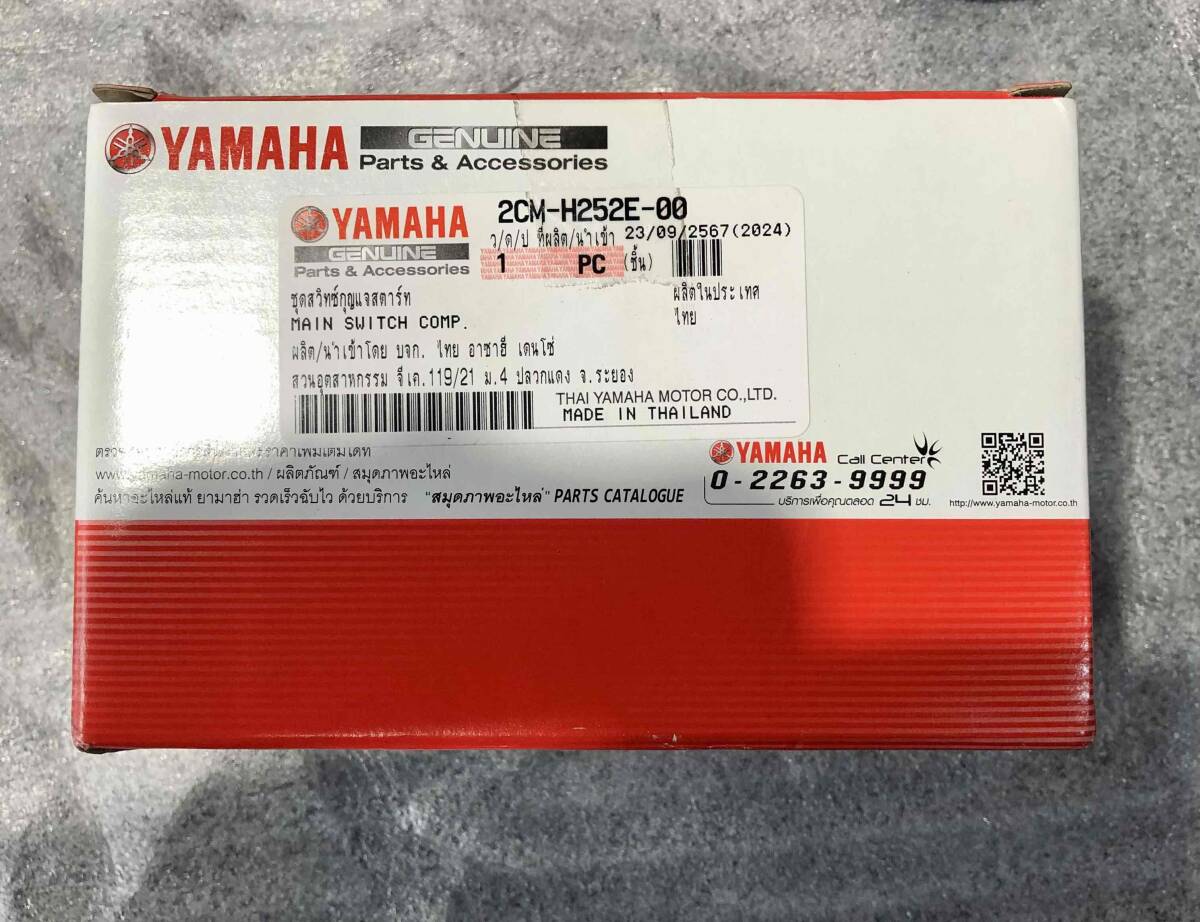 YAMAHA GENUINE
Parts & Accessories
YAMAHA
GENUINE
Parts & Accessories
2CM-H252E-00
ว/ด/ป ที่ผลิต/นำเข้า 23/09/2567(2024)
1 PC (ชิ้น)
ชุดสวิทช์กุญแจสตาร์ท
MAIN SWITCH COMP.
ผลิตในประเทศ
ไทย
ผลิต/นำเข้าโดย บจก. ไทย อาซาฮี เดนโซ่
สวนอุตสาหกรรม จีเค.119/21 ม.4 ปลวกแดง จ.ระยอง
THAI YAMAHA MOTOR CO.,LTD.
MADE IN THAILAND
www.yamaha-motor.co.th / ผลิตภัณฑ์ / สมุดภาพอะไหล่
ค้นหาอะไหล่แท้ ยามาฮ่า รวดเร็วฉับไว ด้วยบริการ "สมุดภาพอะไหล่" PARTS CATALOGUE
YAMAHA Call Center
0-2263-9999
บริการเพื่อคุณตลอด 24 ชม.
http://www.yamaha-motor.co.th